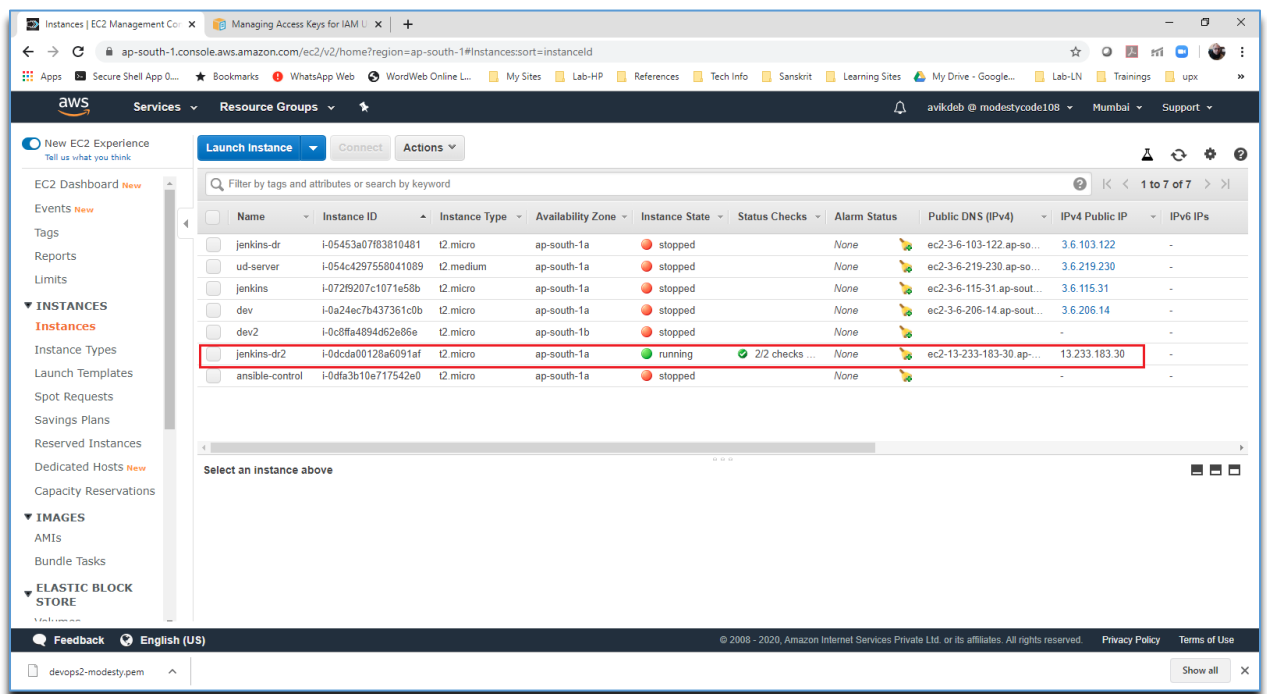 Instances | EC2 Management Con
Managing Access Keys for IAM U
ap-south-1.console.aws.amazon.com/ec2/v2/home?region=ap-south-1#Instances:sort=instanceId
Apps Secure Shell App 0.... Bookmarks WhatsApp Web WordWeb Online L... My Sites Lab-HP References Tech Info Sanskrit Learning Sites My Drive - Google... Lab-LN Trainings upx »
aws Services Resource Groups avikdeb @ modestycode108 Mumbai Support
New EC2 Experience
Tell us what you think
Launch Instance Connect Actions
EC2 Dashboard New
Events New
Tags
Reports
Limits
INSTANCES
Instances
Instance Types
Launch Templates
Spot Requests
Savings Plans
Reserved Instances
Dedicated Hosts New
Capacity Reservations
IMAGES
AMIs
Bundle Tasks
ELASTIC BLOCK
STORE
Volumes
Filter by tags and attributes or search by keyword 1 to 7 of 7
Name Instance ID Instance Type Availability Zone Instance State Status Checks Alarm Status Public DNS (IPv4) IPv4 Public IP IPv6 IPs
jenkins-dr i-05453a07f83810481 t2.micro ap-south-1a stopped None ec2-3-6-103-122.ap-so... 3.6.103.122 -
ud-server i-054c4297558041089 t2.medium ap-south-1a stopped None ec2-3-6-219-230.ap-so... 3.6.219.230 -
jenkins i-072f9207c1071e58b t2.micro ap-south-1a stopped None ec2-3-6-115-31.ap-sout... 3.6.115.31 -
dev i-0a24ec7b437361c0b t2.micro ap-south-1a stopped None ec2-3-6-206-14.ap-sout... 3.6.206.14 -
dev2 i-0c8ffa4894d62e86e t2.micro ap-south-1b stopped None - -
jenkins-dr2 i-0dcda00128a6091af t2.micro ap-south-1a running 2/2 checks ... None ec2-13-233-183-30.ap-... 13.233.183.30 -
ansible-control i-0dfa3b10e717542e0 t2.micro ap-south-1a stopped None - -
Select an instance above
Feedback English (US) © 2008 - 2020, Amazon Internet Services Private Ltd. or its affiliates. All rights reserved. Privacy Policy Terms of Use
devops2-modesty.pem Show all